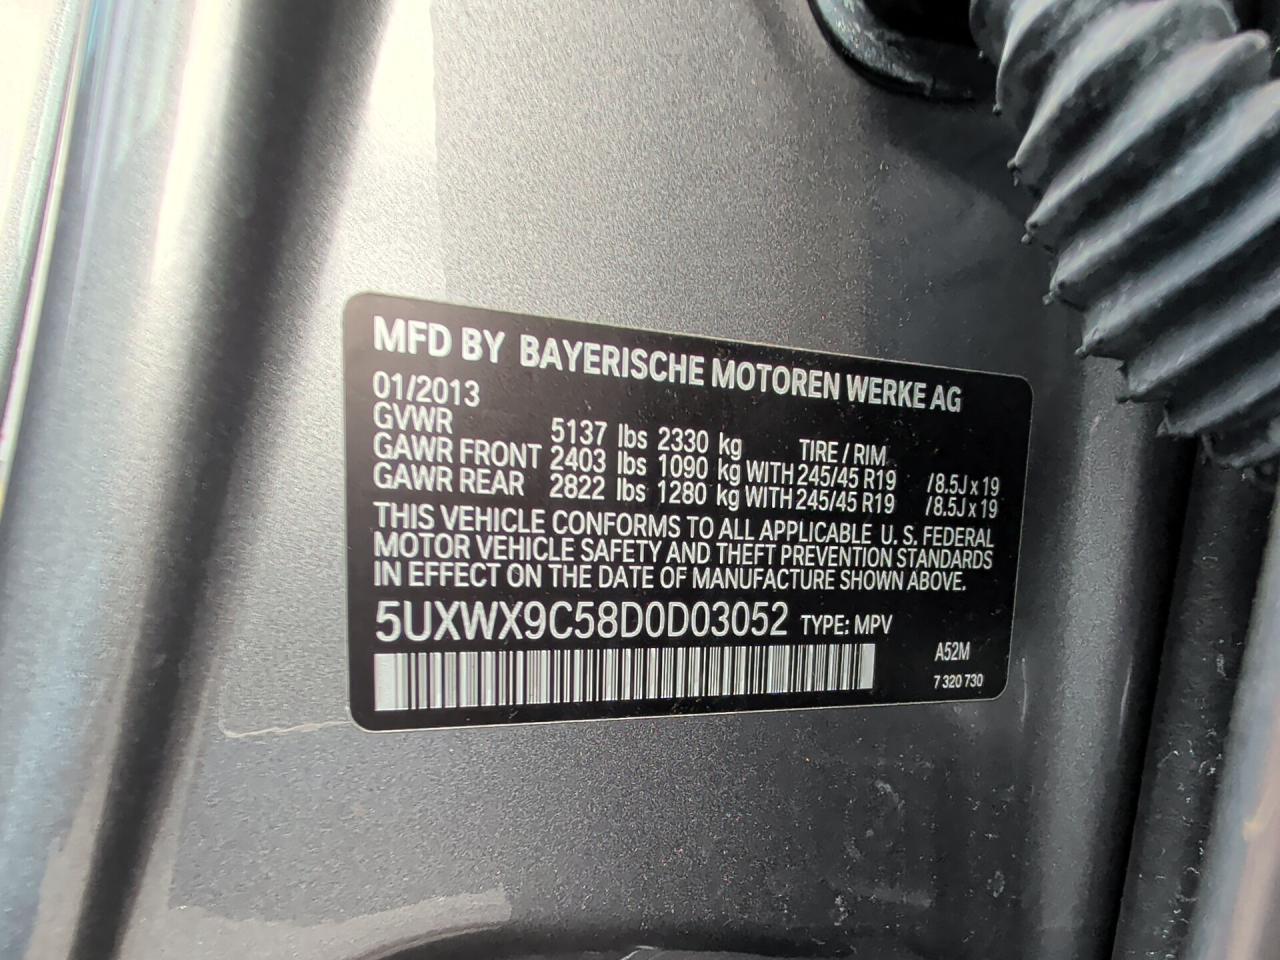 MFD BY BAYERISCHE MOTOREN WERKE AG
01/2013
GVWR 5137 lbs 2330 kg TIRE / RIM
GAWR FRONT 2403 lbs 1090 kg WITH 245/45 R19 /8.5J x 19
GAWR REAR 2822 lbs 1280 kg WITH 245/45 R19 /8.5J x 19
THIS VEHICLE CONFORMS TO ALL APPLICABLE U. S. FEDERAL
MOTOR VEHICLE SAFETY AND THEFT PREVENTION STANDARDS
IN EFFECT ON THE DATE OF MANUFACTURE SHOWN ABOVE.
5UXWX9C58D0D03052 TYPE: MPV
A52M
7 320 730